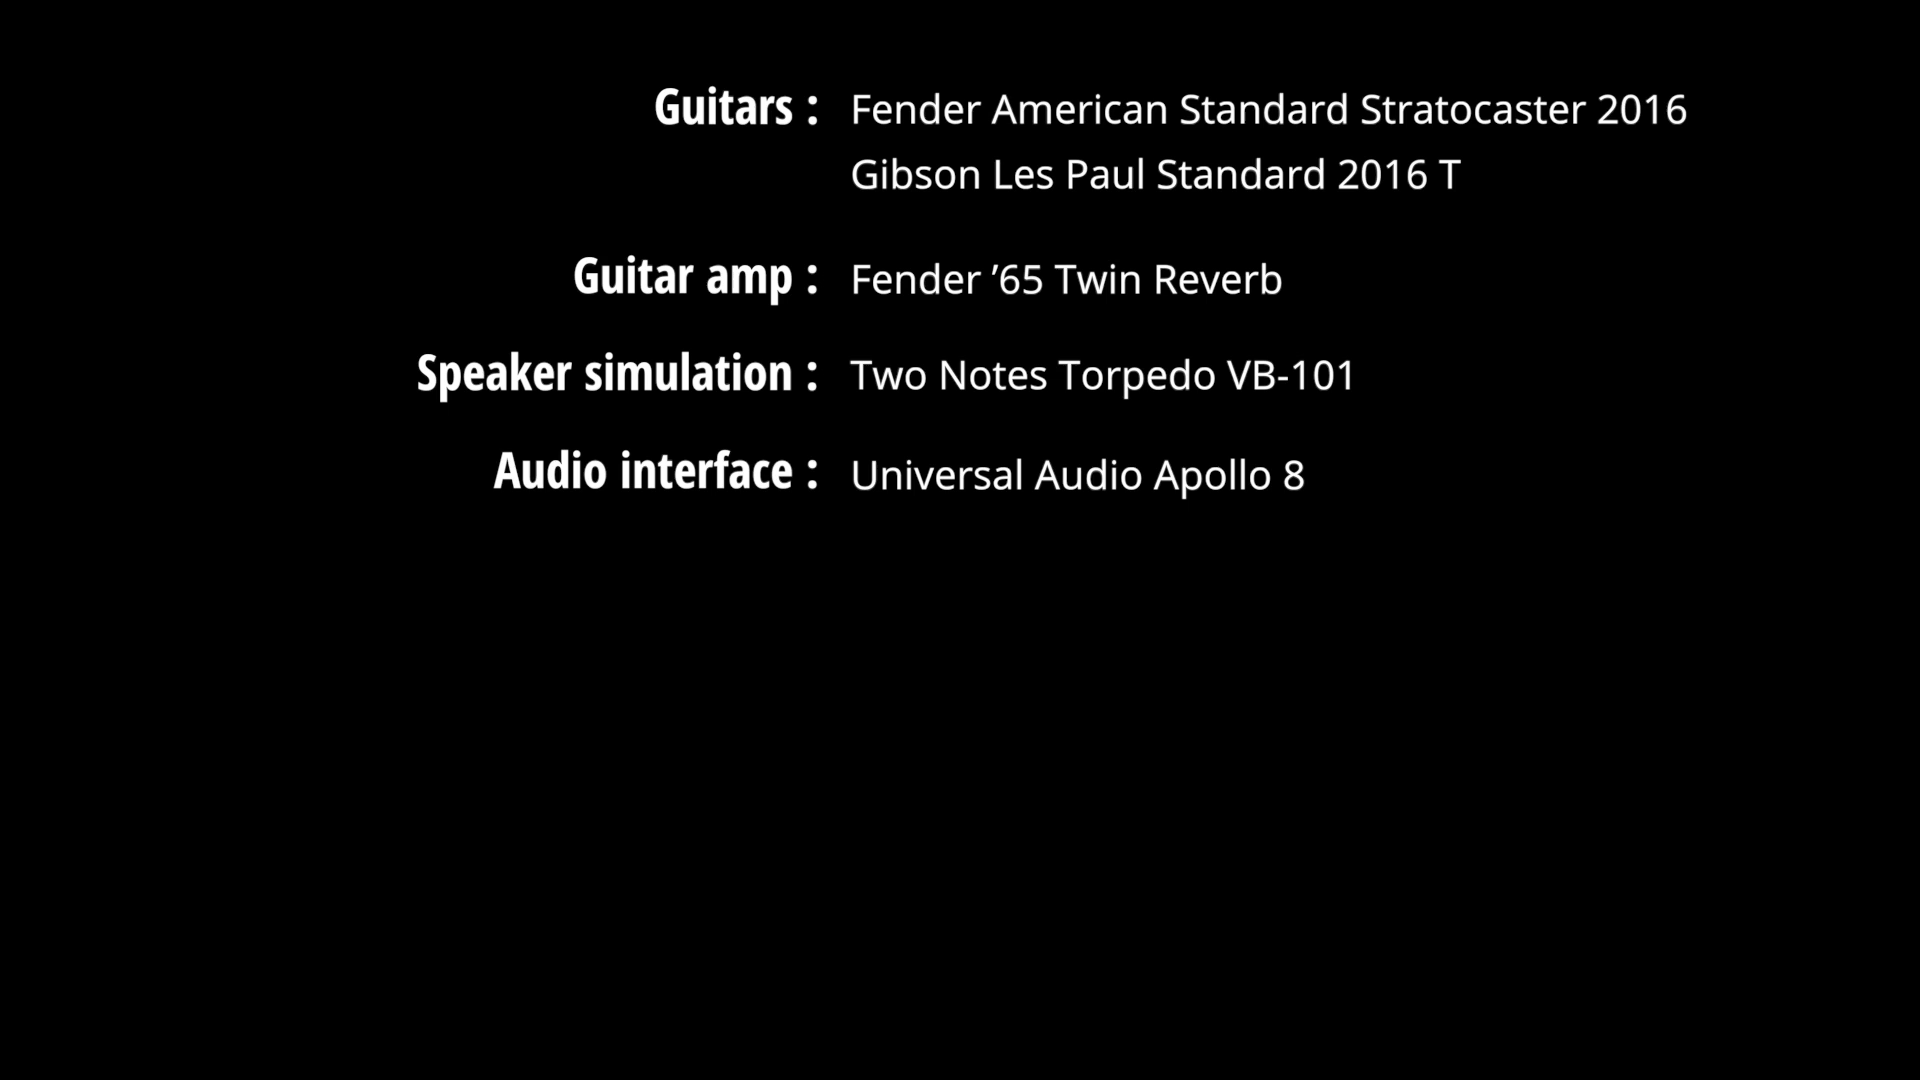 Guitars : Fender American Standard Stratocaster 2016
Gibson Les Paul Standard 2016 T
Guitar amp : Fender ’65 Twin Reverb
Speaker simulation : Two Notes Torpedo VB-101
Audio interface : Universal Audio Apollo 8